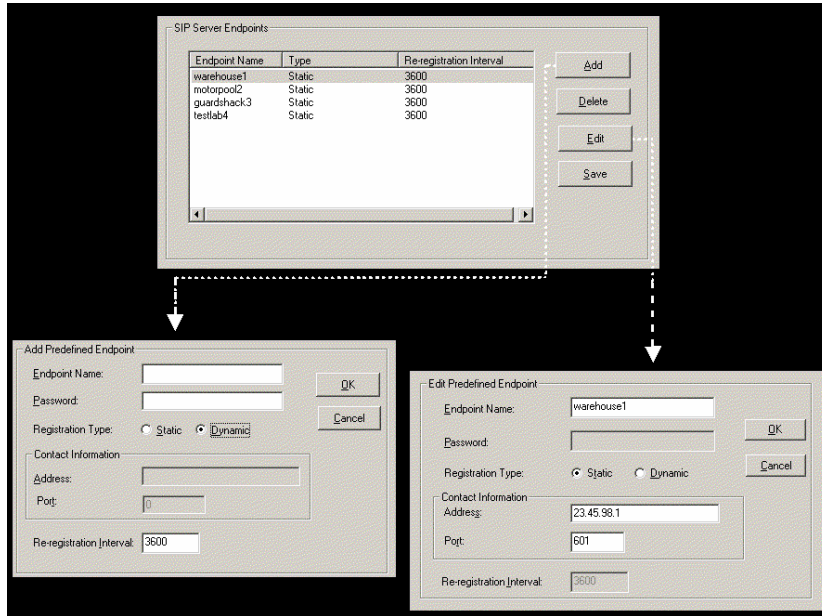 SIP Server Endpoints
Endpoint Name Type Re-registration Interval
warehouse1 Static 3600
motorpool2 Static 3600
guardshack3 Static 3600
testlab4 Static 3600
Add
Delete
Edit
Save
Add Predefined Endpoint
Endpoint Name:
Password:
Registration Type: Static Dynamic
Contact Information
Address:
Port: 0
Re-registration Interval: 3600
OK
Cancel
Edit Predefined Endpoint
Endpoint Name: warehouse1
Password:
Registration Type: Static Dynamic
Contact Information
Address: 23.45.98.1
Port: 601
Re-registration Interval: 3600
OK
Cancel